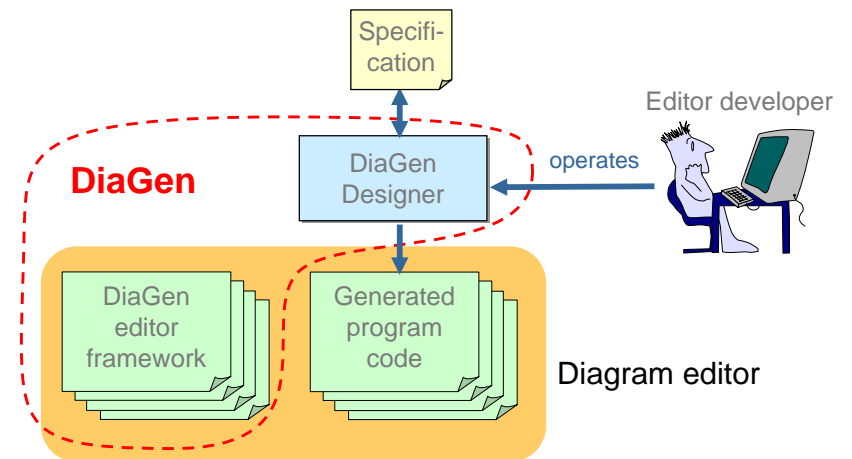 Specifi-
cation
Editor developer
DiaGen
DiaGen
Designer
operates
DiaGen
editor
framework
Generated
program
code
Diagram editor